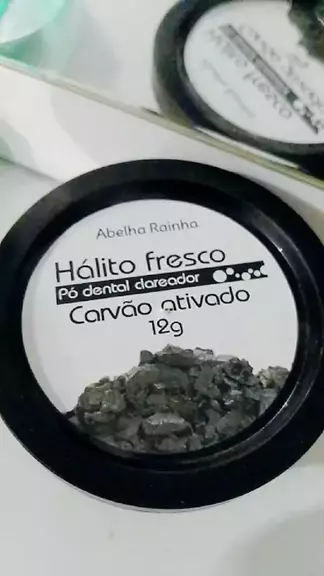 Abelha Rainha
Hálito fresco
Pó dental clareador
Carvão ativado
12g